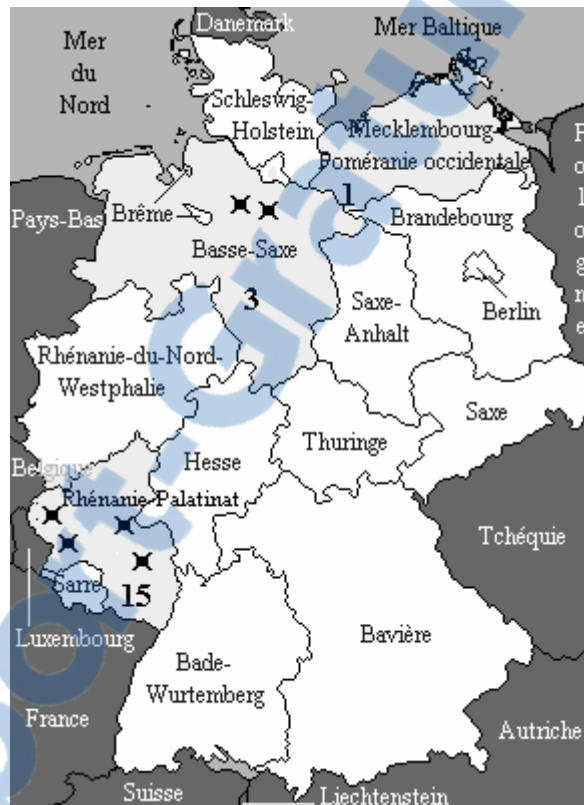 Danemark
Mer
du
Nord
Mer Baltique
Schleswig-
Holstein
Mecklembourg
Poméranie occidentale
1
Brême
Pays-Bas
Brandebourg
P
o
l
o
g
n
e
Basse-Saxe
3
Berlin
Saxe-
Anhalt
Rhénanie-du-Nord-
Westphalie
Saxe
Thuringe
Hesse
Belgique
Rhénanie-Palatinat
Tchéquie
Sarre
15
Luxembourg
Bavière
Bade-
Wurtemberg
France
Autriche
Suisse
Liechtenstein